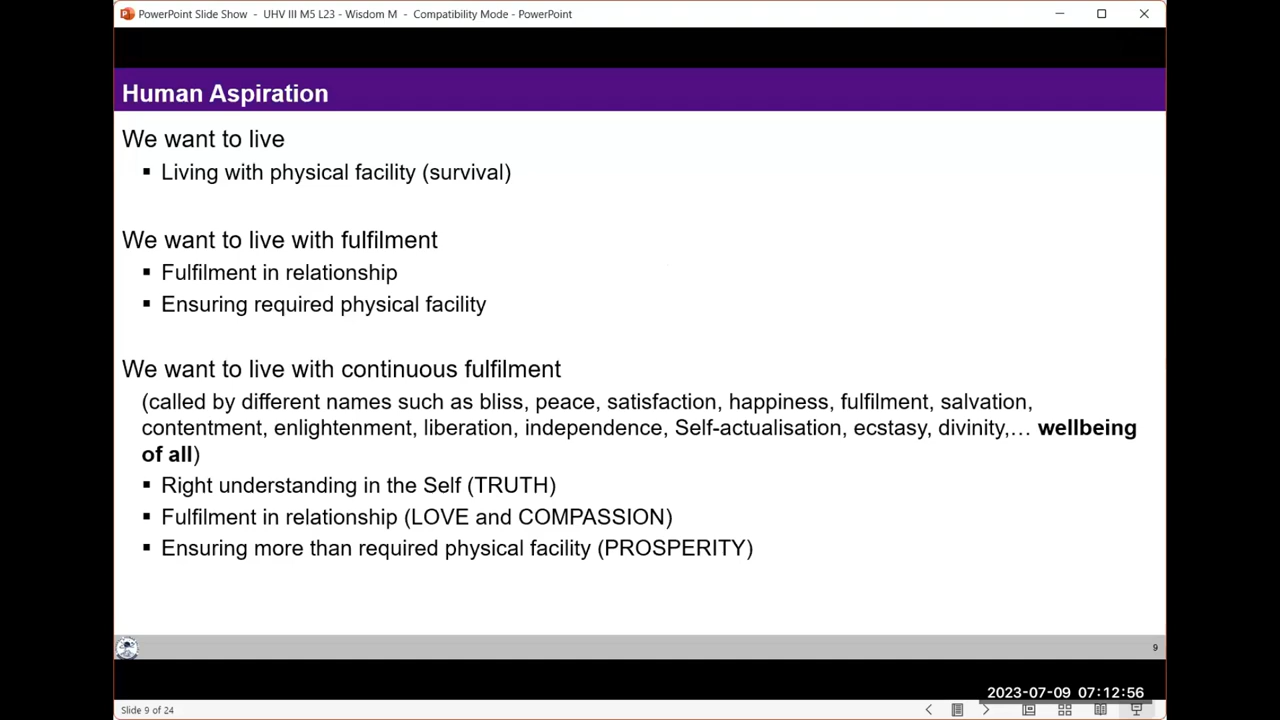 PowerPoint Slide Show - UHV III M5 L23 - Wisdom M - Compatibility Mode - PowerPoint
Human Aspiration
We want to live
▪ Living with physical facility (survival)
We want to live with fulfilment
▪ Fulfilment in relationship
▪ Ensuring required physical facility
We want to live with continuous fulfilment
(called by different names such as bliss, peace, satisfaction, happiness, fulfilment, salvation,
contentment, enlightenment, liberation, independence, Self-actualisation, ecstasy, divinity,… wellbeing
of all)
▪ Right understanding in the Self (TRUTH)
▪ Fulfilment in relationship (LOVE and COMPASSION)
▪ Ensuring more than required physical facility (PROSPERITY)
9
2023-07-09 07:12:56
Slide 9 of 24